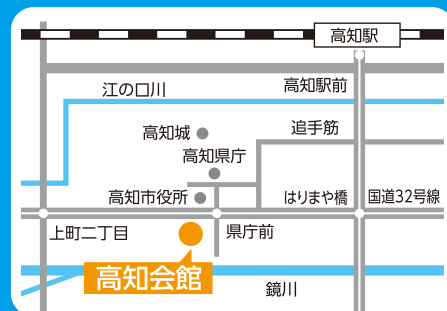 高知駅
江の口川
高知駅前
高知城
追手筋
高知県庁
高知市役所
はりまや橋
国道32号線
上町二丁目
県庁前
高知会館
鏡川